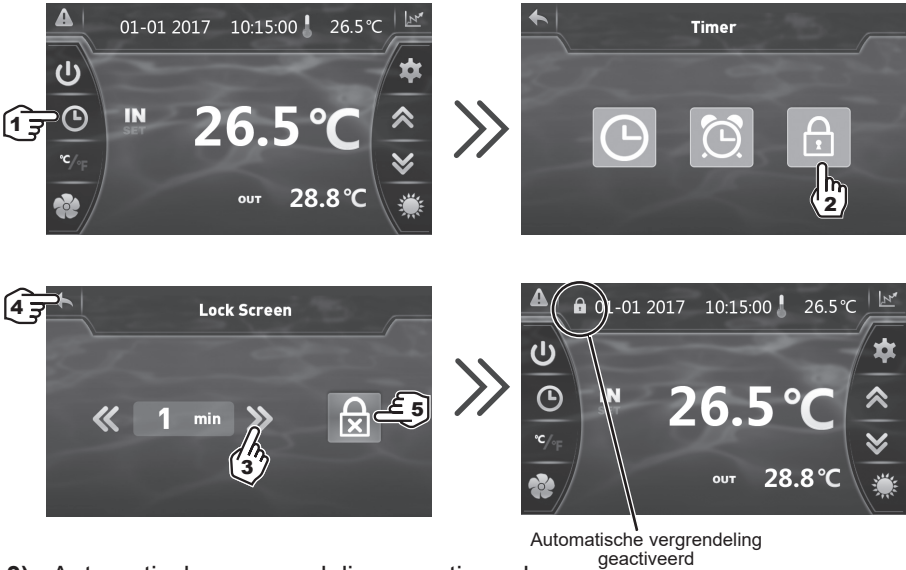 01-01 2017 10:15:00 26.5°C
IN
SET
26.5°C
°C/°F
OUT 28.8°C
1
Timer
2
4
Lock Screen
1 min
5
3
01-01 2017 10:15:00 26.5°C
IN
SET
26.5°C
°C/°F
OUT 28.8°C
Automatische vergrendeling
geactiveerd